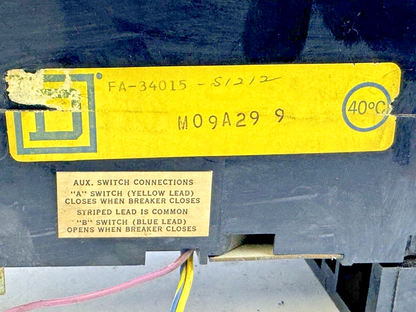 FA-34015 - S1212
M09A29 9
40°C
D
AUX. SWITCH CONNECTIONS
"A" SWITCH (YELLOW LEAD)
CLOSES WHEN BREAKER CLOSES
STRIPED LEAD IS COMMON
"B" SWITCH (BLUE LEAD)
OPENS WHEN BREAKER CLOSES